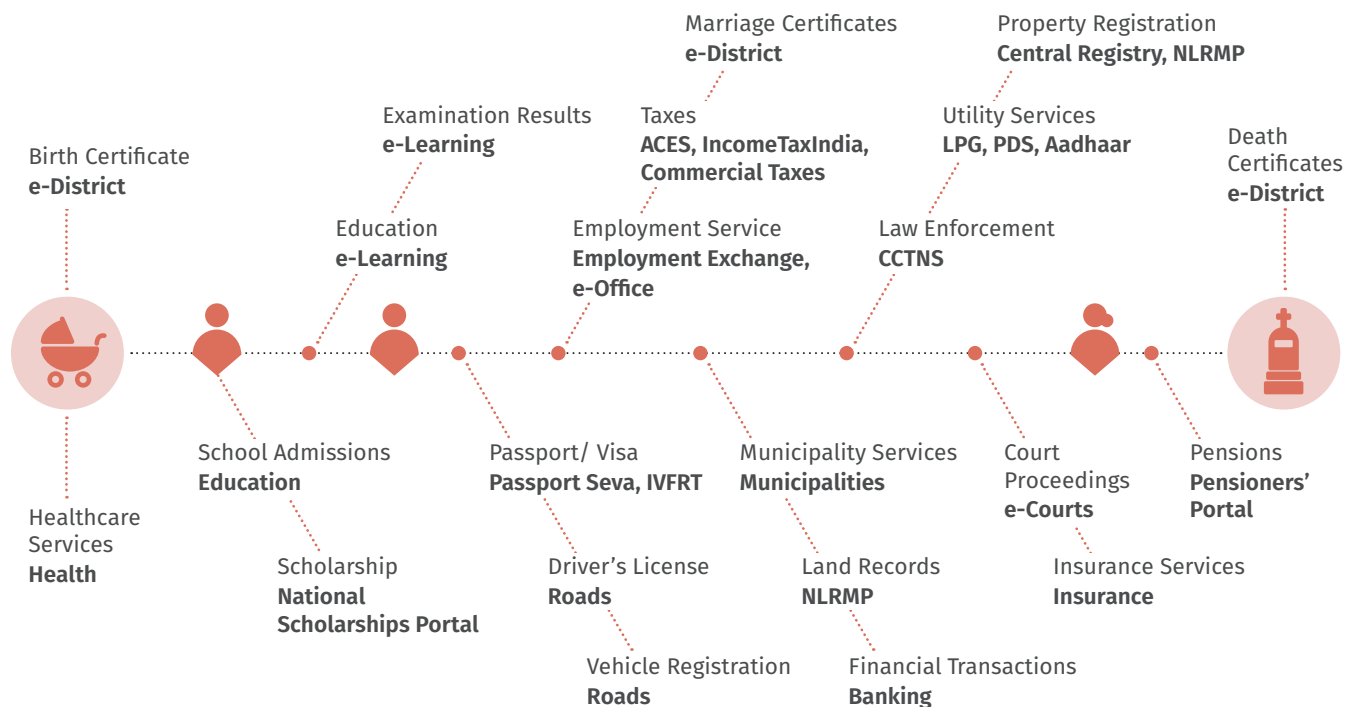 Birth Certificate
e-District
Healthcare
Services
Health
School Admissions
Education
Scholarship
National
Scholarships Portal
Examination Results
e-Learning
Education
e-Learning
Passport/ Visa
Passport Seva, IVFRT
Driver’s License
Roads
Vehicle Registration
Roads
Marriage Certificates
e-District
Taxes
ACES, IncomeTaxIndia,
Commercial Taxes
Employment Service
Employment Exchange,
e-Office
Municipality Services
Municipalities
Land Records
NLRMP
Financial Transactions
Banking
Property Registration
Central Registry, NLRMP
Utility Services
LPG, PDS, Aadhaar
Law Enforcement
CCTNS
Court
Proceedings
e-Courts
Insurance Services
Insurance
Pensions
Pensioners’
Portal
Death
Certificates
e-District